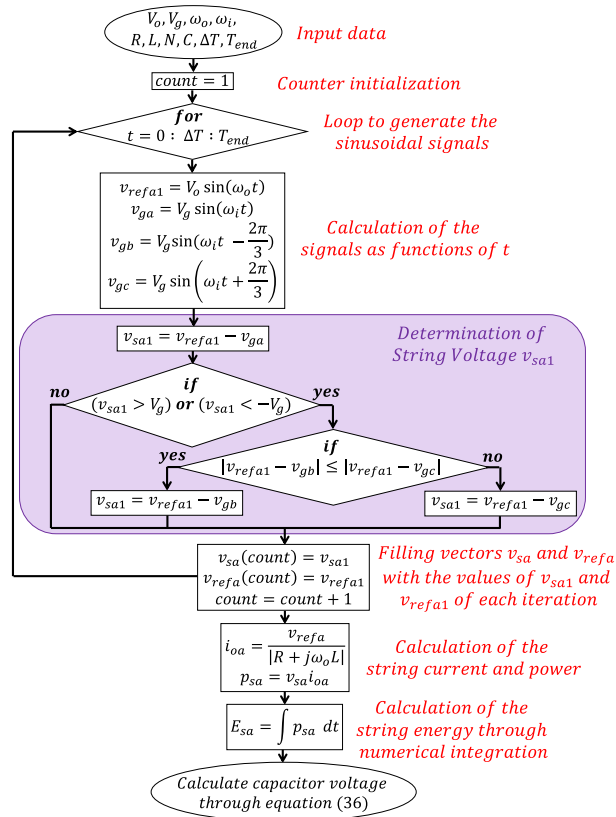 V_o, V_g, ω_o, ω_i,
R, L, N, C, ΔT, T_end
Input data
count = 1
Counter initialization
for
t = 0 : ΔT : T_end
Loop to generate the
sinusoidal signals
v_refa1 = V_o sin(ω_o t)
v_ga = V_g sin(ω_i t)
v_gb = V_g sin(ω_i t − 2π/3)
v_gc = V_g sin(ω_i t + 2π/3)
Calculation of the
signals as functions of t
v_sa1 = v_refa1 − v_ga
Determination of
String Voltage v_sa1
if
(v_sa1 > V_g) or (v_sa1 < −V_g)
no
yes
if
|v_refa1 − v_gb| ≤ |v_refa1 − v_gc|
yes
no
v_sa1 = v_refa1 − v_gb
v_sa1 = v_refa1 − v_gc
v_sa(count) = v_sa1
v_refa(count) = v_refa1
count = count + 1
Filling vectors v_sa and v_refa
with the values of v_sa1 and
v_refa1 of each iteration
i_oa = v_refa / |R + jω_o L|
p_sa = v_sa i_oa
Calculation of the
string current and power
E_sa = ∫ p_sa dt
Calculation of the
string energy through
numerical integration
Calculate capacitor voltage
through equation (36)